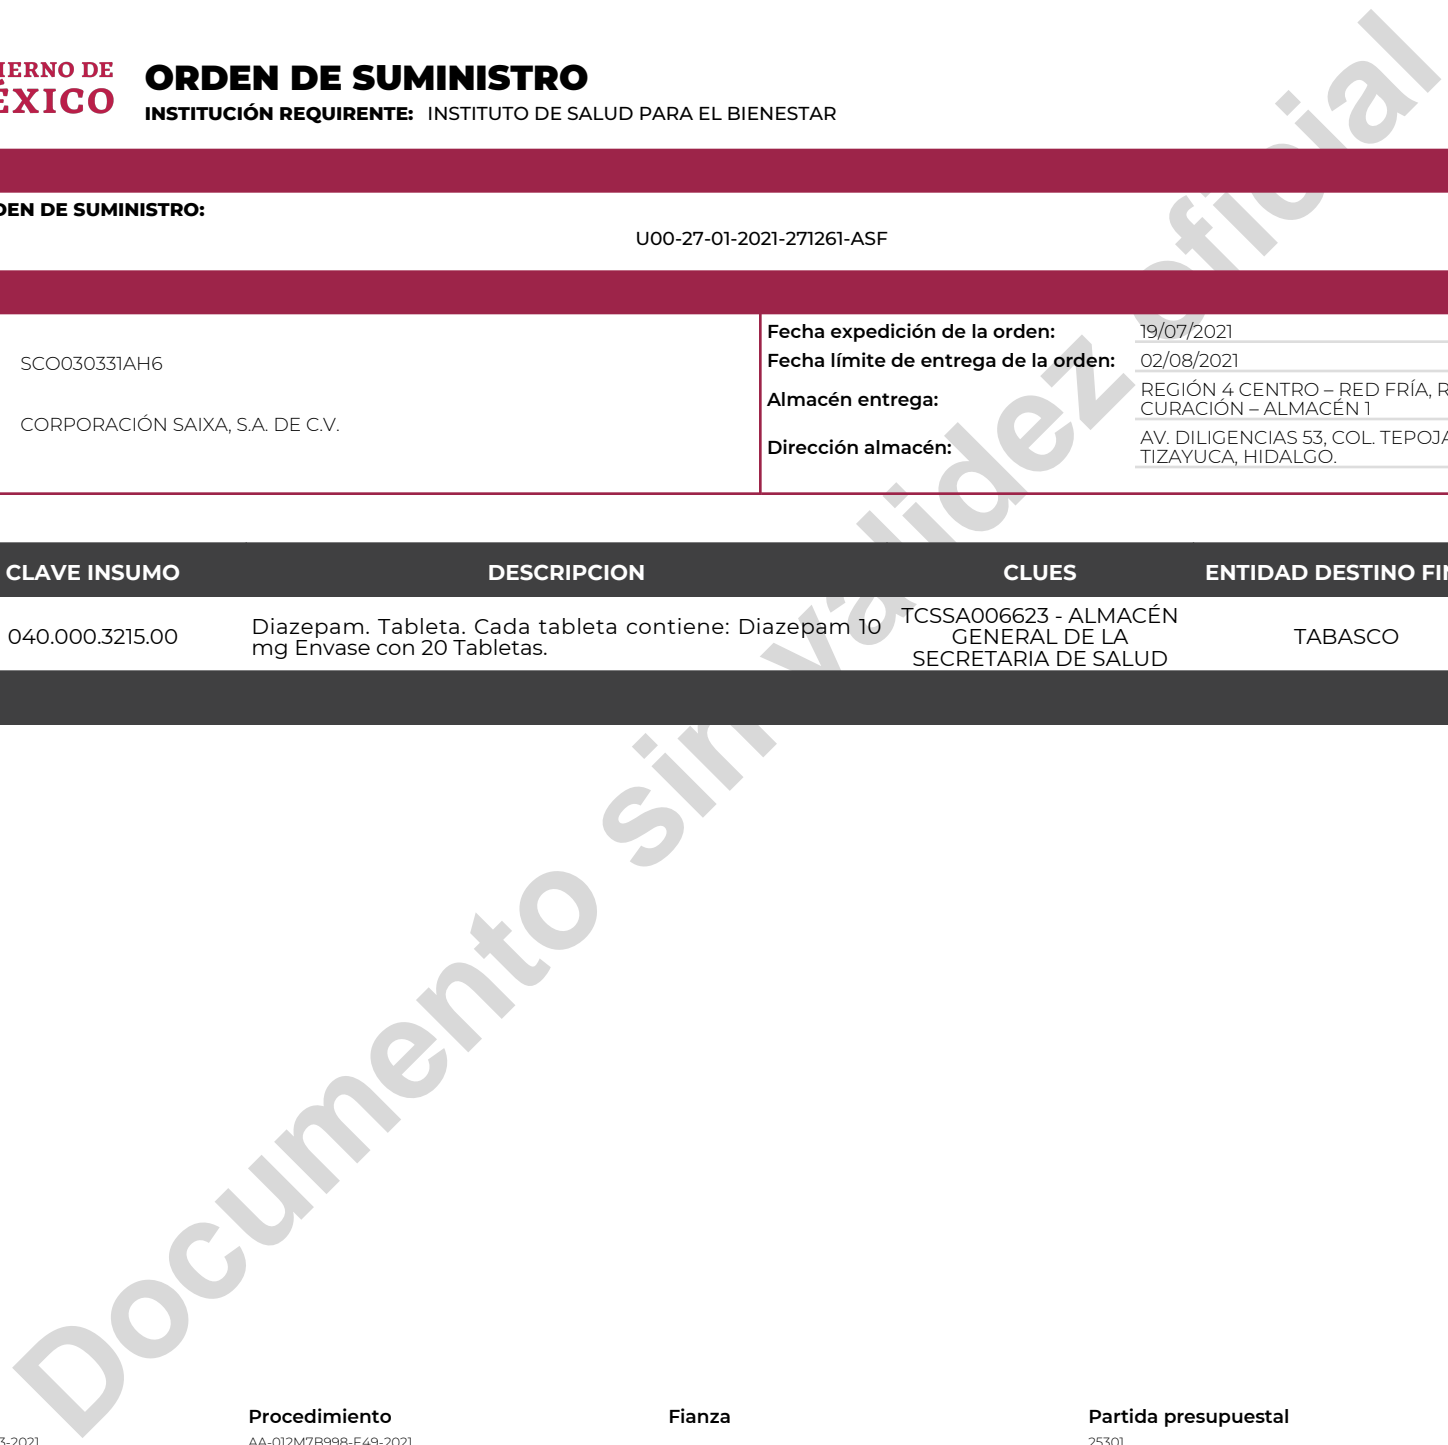 IERNO DE
ÉXICO
ORDEN DE SUMINISTRO
INSTITUCIÓN REQUIRENTE: INSTITUTO DE SALUD PARA EL BIENESTAR
DEN DE SUMINISTRO:
U00-27-01-2021-271261-ASF
SCO030331AH6
CORPORACIÓN SAIXA, S.A. DE C.V.
Fecha expedición de la orden: 19/07/2021
Fecha límite de entrega de la orden: 02/08/2021
Almacén entrega: REGIÓN 4 CENTRO – RED FRÍA, R
CURACIÓN – ALMACÉN 1
Dirección almacén: AV. DILIGENCIAS 53, COL. TEPOJA
TIZAYUCA, HIDALGO.
CLAVE INSUMO DESCRIPCION CLUES ENTIDAD DESTINO FIN
040.000.3215.00
Diazepam. Tableta. Cada tableta contiene: Diazepam 10
mg Envase con 20 Tabletas.
TCSSA006623 - ALMACÉN
GENERAL DE LA
SECRETARIA DE SALUD
TABASCO
Documento sin validez oficial
Procedimiento Fianza Partida presupuestal
3-2021 AA-012M7B998-E49-2021 25301